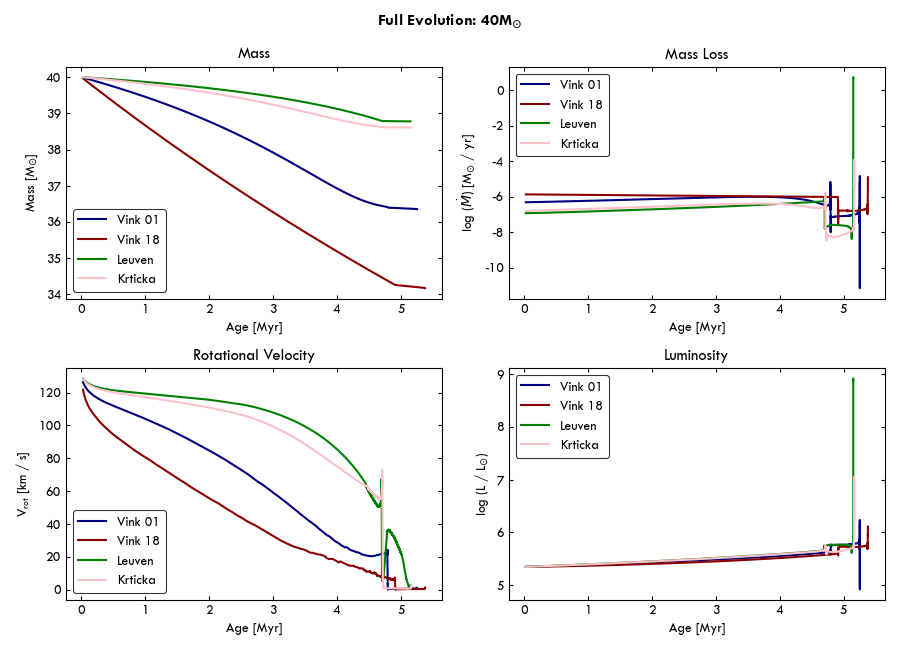 Full Evolution: 40M⊙
Mass
Mass [M⊙]
40
39
38
37
36
35
34
Vink 01
Vink 18
Leuven
Krticka
0 1 2 3 4 5
Age [Myr]
Mass Loss
log (Ṁ) [M⊙ / yr]
0
-2
-4
-6
-8
-10
Vink 01
Vink 18
Leuven
Krticka
0 1 2 3 4 5
Age [Myr]
Rotational Velocity
Vrot [km / s]
120
100
80
60
40
20
0
Vink 01
Vink 18
Leuven
Krticka
0 1 2 3 4 5
Age [Myr]
Luminosity
log (L / L⊙)
9
8
7
6
5
Vink 01
Vink 18
Leuven
Krticka
0 1 2 3 4 5
Age [Myr]